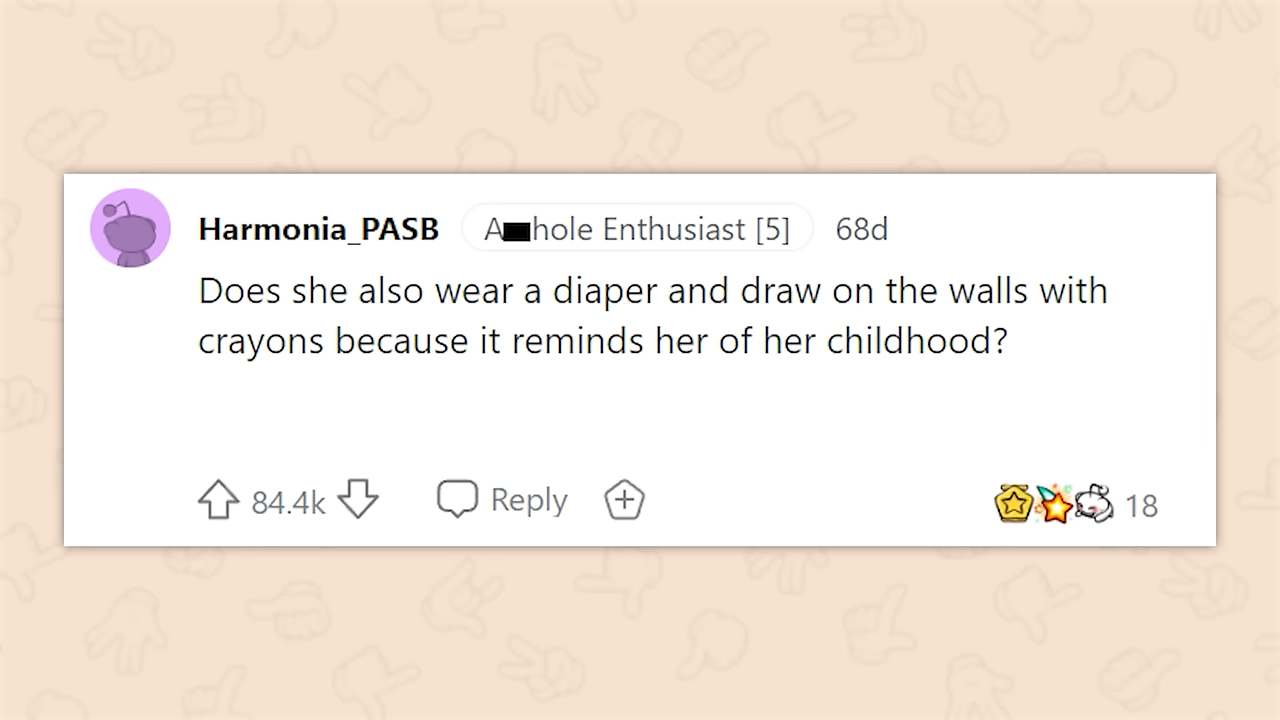 Harmonia_PASB A hole Enthusiast [5] 68d
Does she also wear a diaper and draw on the walls with
crayons because it reminds her of her childhood?
84.4k Reply 18